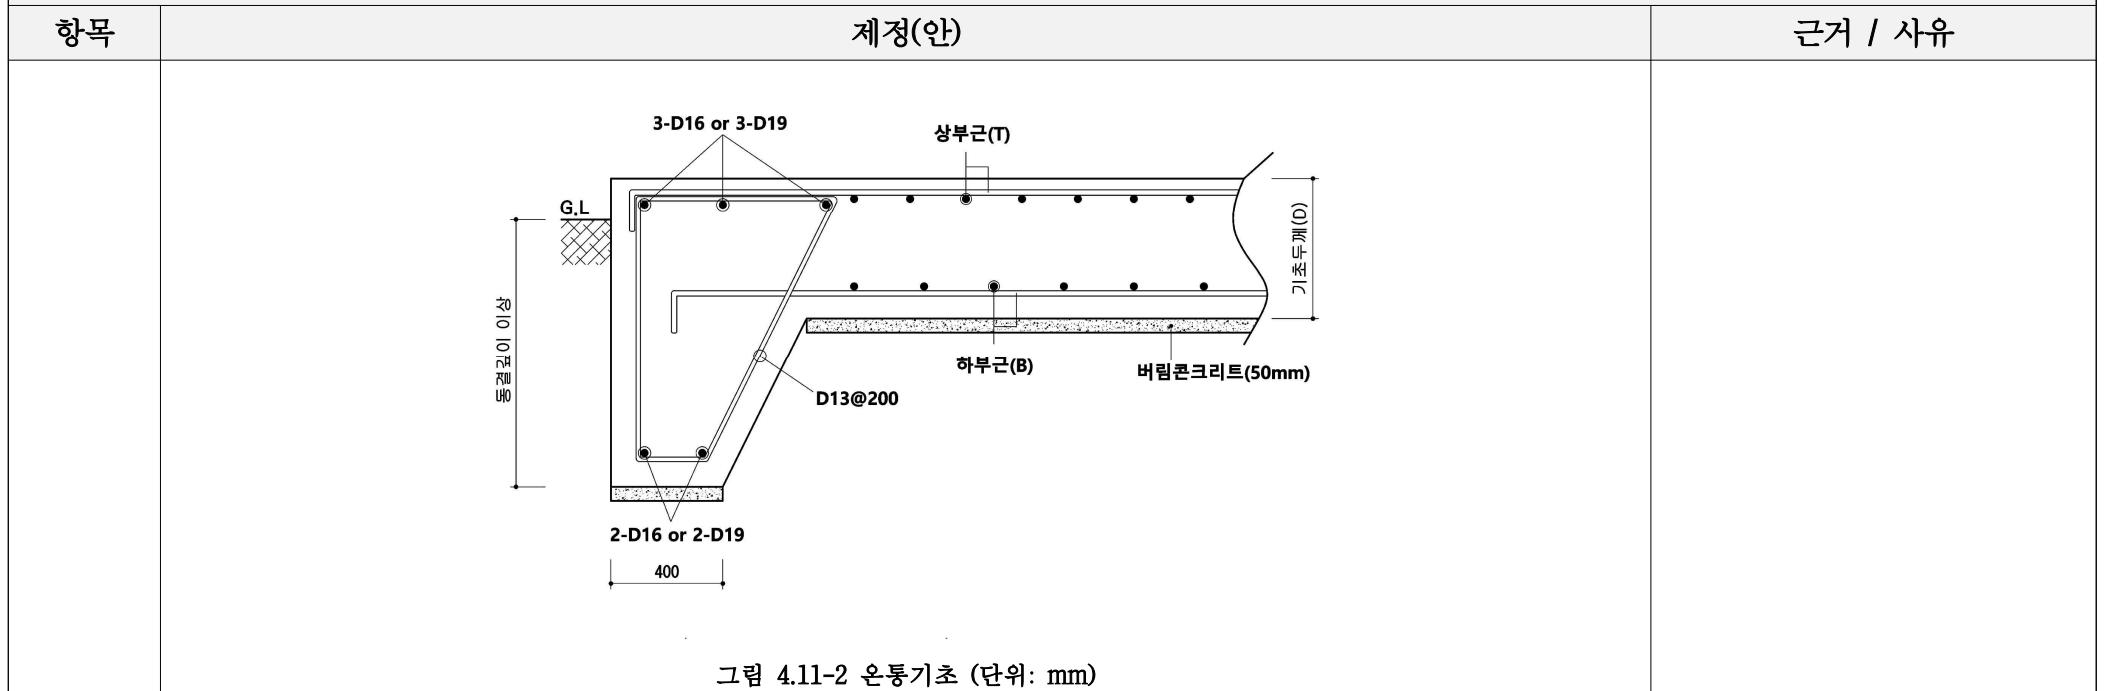 항목 제정(안) 근거 / 사유
3-D16 or 3-D19
상부근(T)
G.L
기초두께(D)
동결깊이 이상
하부근(B)
버림콘크리트(50mm)
D13@200
2-D16 or 2-D19
400
그림 4.11-2 온통기초 (단위: mm)